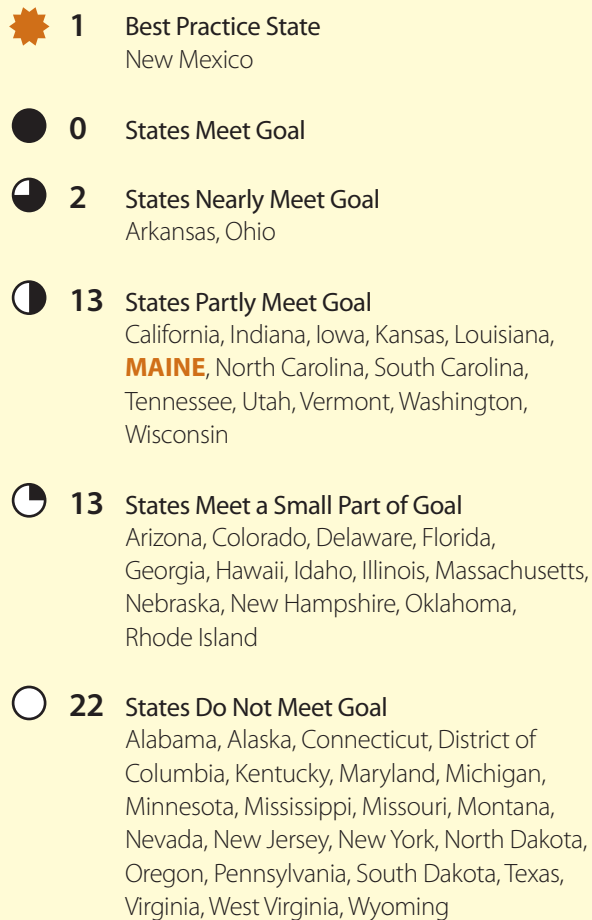 1 Best Practice State
New Mexico
0 States Meet Goal
2 States Nearly Meet Goal
Arkansas, Ohio
13 States Partly Meet Goal
California, Indiana, Iowa, Kansas, Louisiana,
MAINE, North Carolina, South Carolina,
Tennessee, Utah, Vermont, Washington,
Wisconsin
13 States Meet a Small Part of Goal
Arizona, Colorado, Delaware, Florida,
Georgia, Hawaii, Idaho, Illinois, Massachusetts,
Nebraska, New Hampshire, Oklahoma,
Rhode Island
22 States Do Not Meet Goal
Alabama, Alaska, Connecticut, District of
Columbia, Kentucky, Maryland, Michigan,
Minnesota, Mississippi, Missouri, Montana,
Nevada, New Jersey, New York, North Dakota,
Oregon, Pennsylvania, South Dakota, Texas,
Virginia, West Virginia, Wyoming